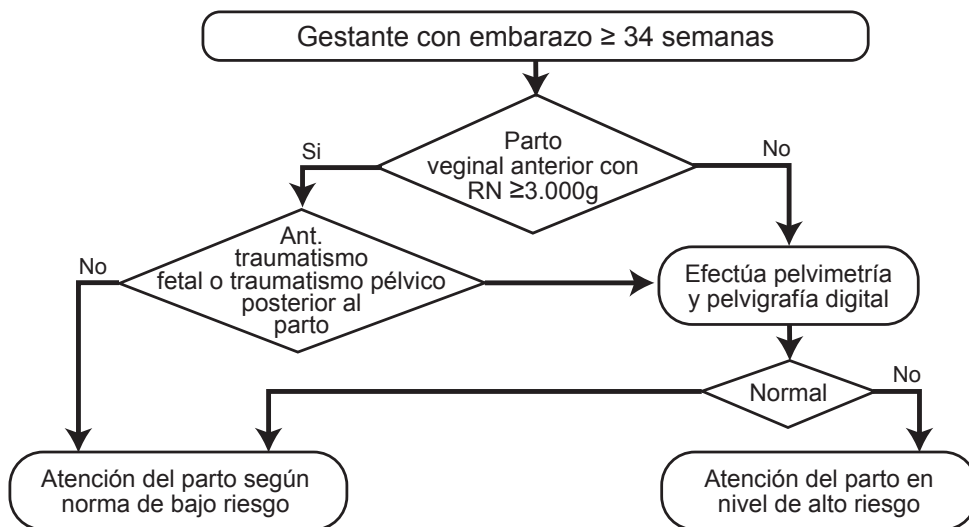 Gestante con embarazo ≥ 34 semanas
Si
Parto
veginal anterior con
RN ≥3.000g
No
No
Ant.
traumatismo
fetal o traumatismo pélvico
posterior al
parto
Efectúa pelvimetría
y pelvigrafía digital
Normal
No
Atención del parto según
norma de bajo riesgo
Atención del parto en
nivel de alto riesgo